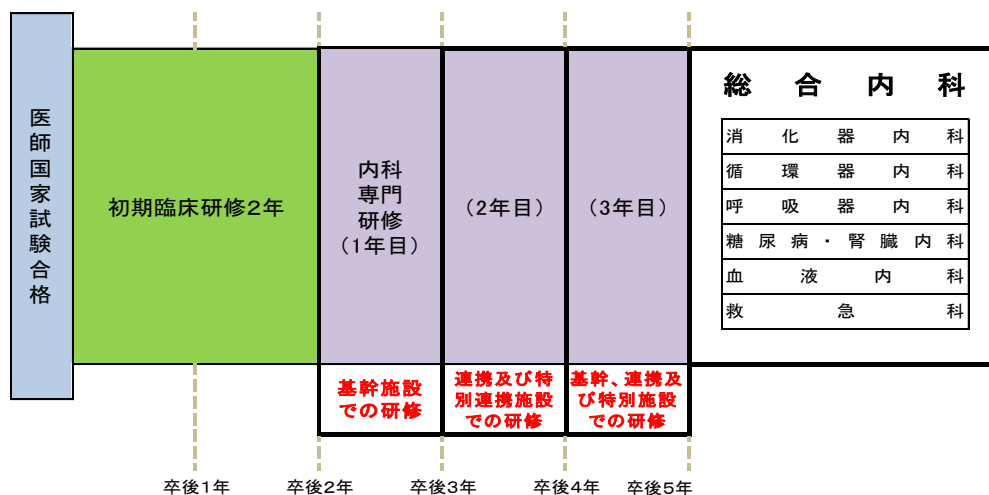 医師国家試験合格
初期臨床研修2年
内科
専門
研修
(1年目)
(2年目)
(3年目)
基幹施設
での研修
連携及び特
別連携施設
での研修
基幹、連携及
び特別施設
での研修
総合内科
消化器内科
循環器内科
呼吸器内科
糖尿病・腎臓内科
血液内科
救急科
卒後1年
卒後2年
卒後3年
卒後4年
卒後5年